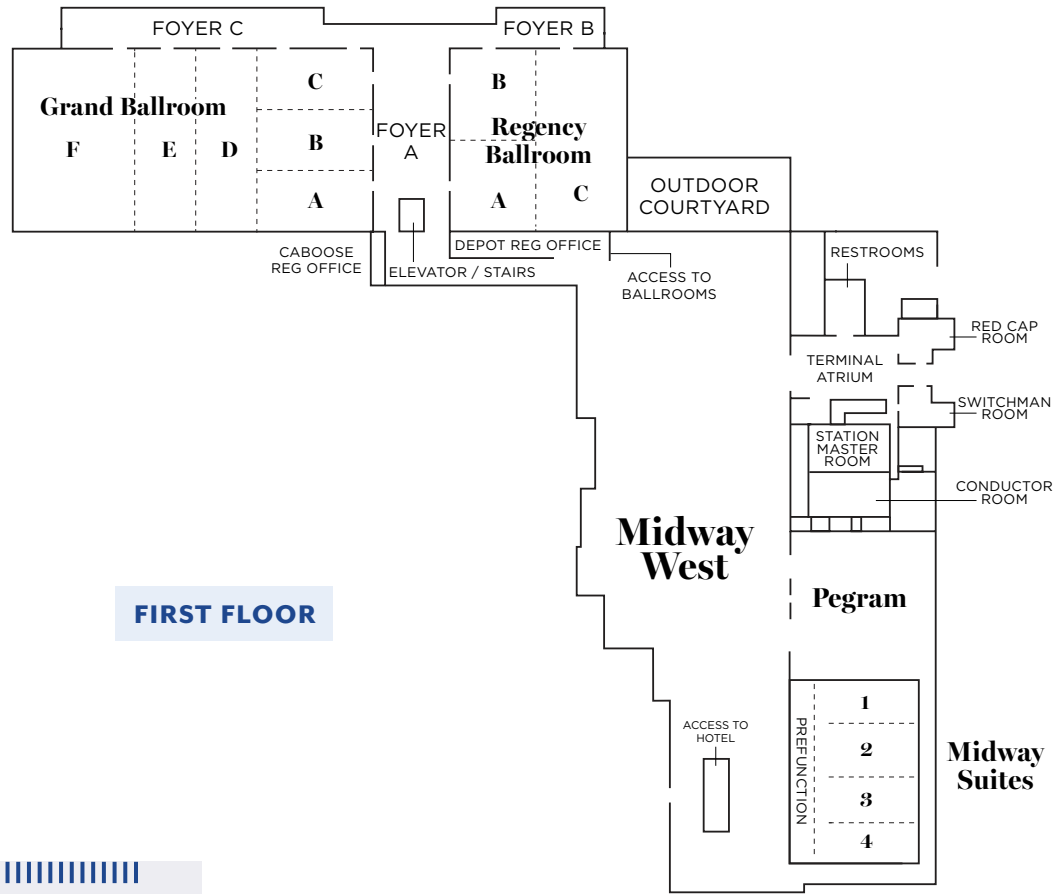 FOYER C
FOYER B
Grand Ballroom
F
E
D
C
B
A
FOYER
A
B
Regency
Ballroom
A
C
OUTDOOR
COURTYARD
CABOOSE
REG OFFICE
ELEVATOR / STAIRS
DEPOT REG OFFICE
ACCESS TO
BALLROOMS
RESTROOMS
RED CAP
ROOM
TERMINAL
ATRIUM
SWITCHMAN
ROOM
STATION
MASTER
ROOM
CONDUCTOR
ROOM
Midway
West
Pegram
FIRST FLOOR
ACCESS TO
HOTEL
PREFUNCTION
1
2
3
4
Midway
Suites